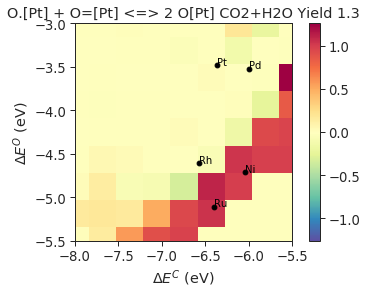 O.[Pt] + O=[Pt] <=> 2 O[Pt] CO2+H2O Yield 1.3
−3.0
−3.5
−4.0
−4.5
−5.0
−5.5
ΔE^O (eV)
Pt
Pd
Rh
Ni
Ru
−8.0 −7.5 −7.0 −6.5 −6.0 −5.5
ΔE^C (eV)
1.0
0.5
0.0
−0.5
−1.0